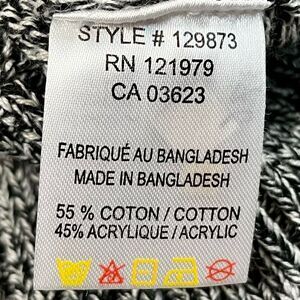 STYLE # 129873
RN 121979
CA 03623
FABRIQUÉ AU BANGLADESH
MADE IN BANGLADESH
55 % COTON / COTTON
45% ACRYLIQUE / ACRYLIC